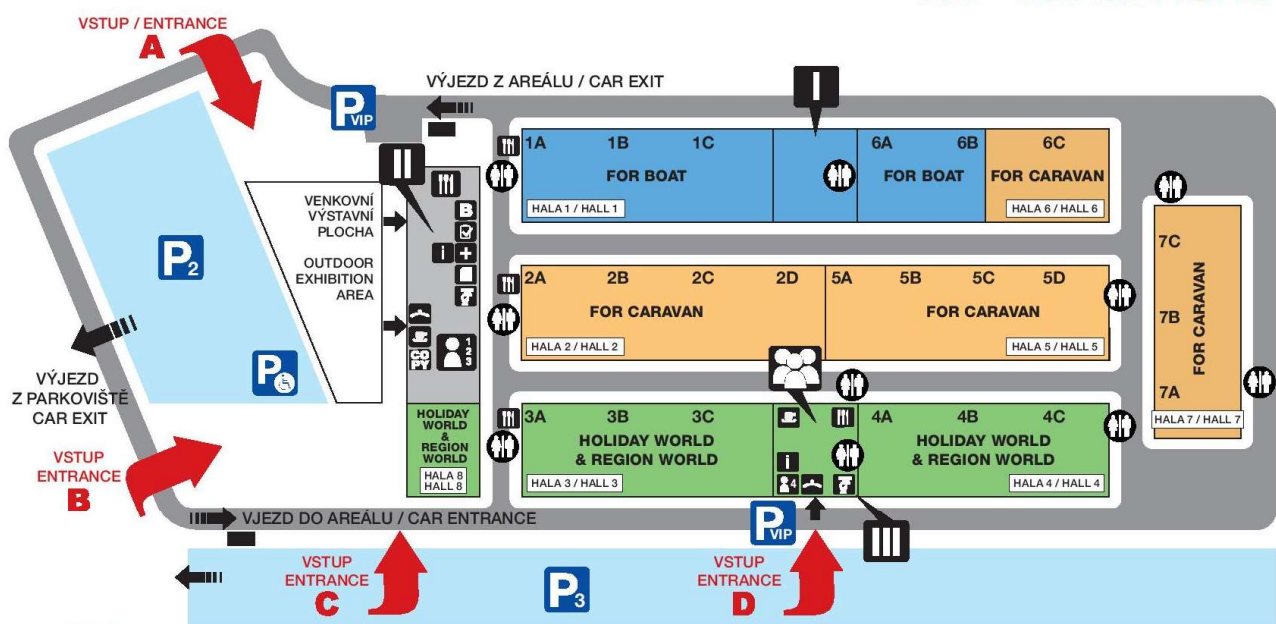 VSTUP / ENTRANCE
A
P VIP
VÝJEZD Z AREÁLU / CAR EXIT
I
II
1A 1B 1C 6A 6B 6C
FOR BOAT FOR BOAT FOR CARAVAN
HALA 1 / HALL 1 HALA 6 / HALL 6
VENKOVNÍ
VÝSTAVNÍ
PLOCHA
OUTDOOR
EXHIBITION
AREA
B
i
P2
2A 2B 2C 2D 5A 5B 5C 5D
FOR CARAVAN FOR CARAVAN
HALA 2 / HALL 2 HALA 5 / HALL 5
7C
7B
7A
FOR CARAVAN
HALA 7 / HALL 7
COPY
1
2
3
P
VÝJEZD
Z PARKOVIŠTĚ
CAR EXIT
HOLIDAY
WORLD
&
REGION
WORLD
HALA 8
HALL 8
3A 3B 3C 4A 4B 4C
HOLIDAY WORLD
& REGION WORLD
HALA 3 / HALL 3
i
4
HOLIDAY WORLD
& REGION WORLD
HALA 4 / HALL 4
VSTUP
ENTRANCE
B
VJEZD DO AREÁLU / CAR ENTRANCE
P VIP
III
VSTUP
ENTRANCE
C
P3
VSTUP
ENTRANCE
D